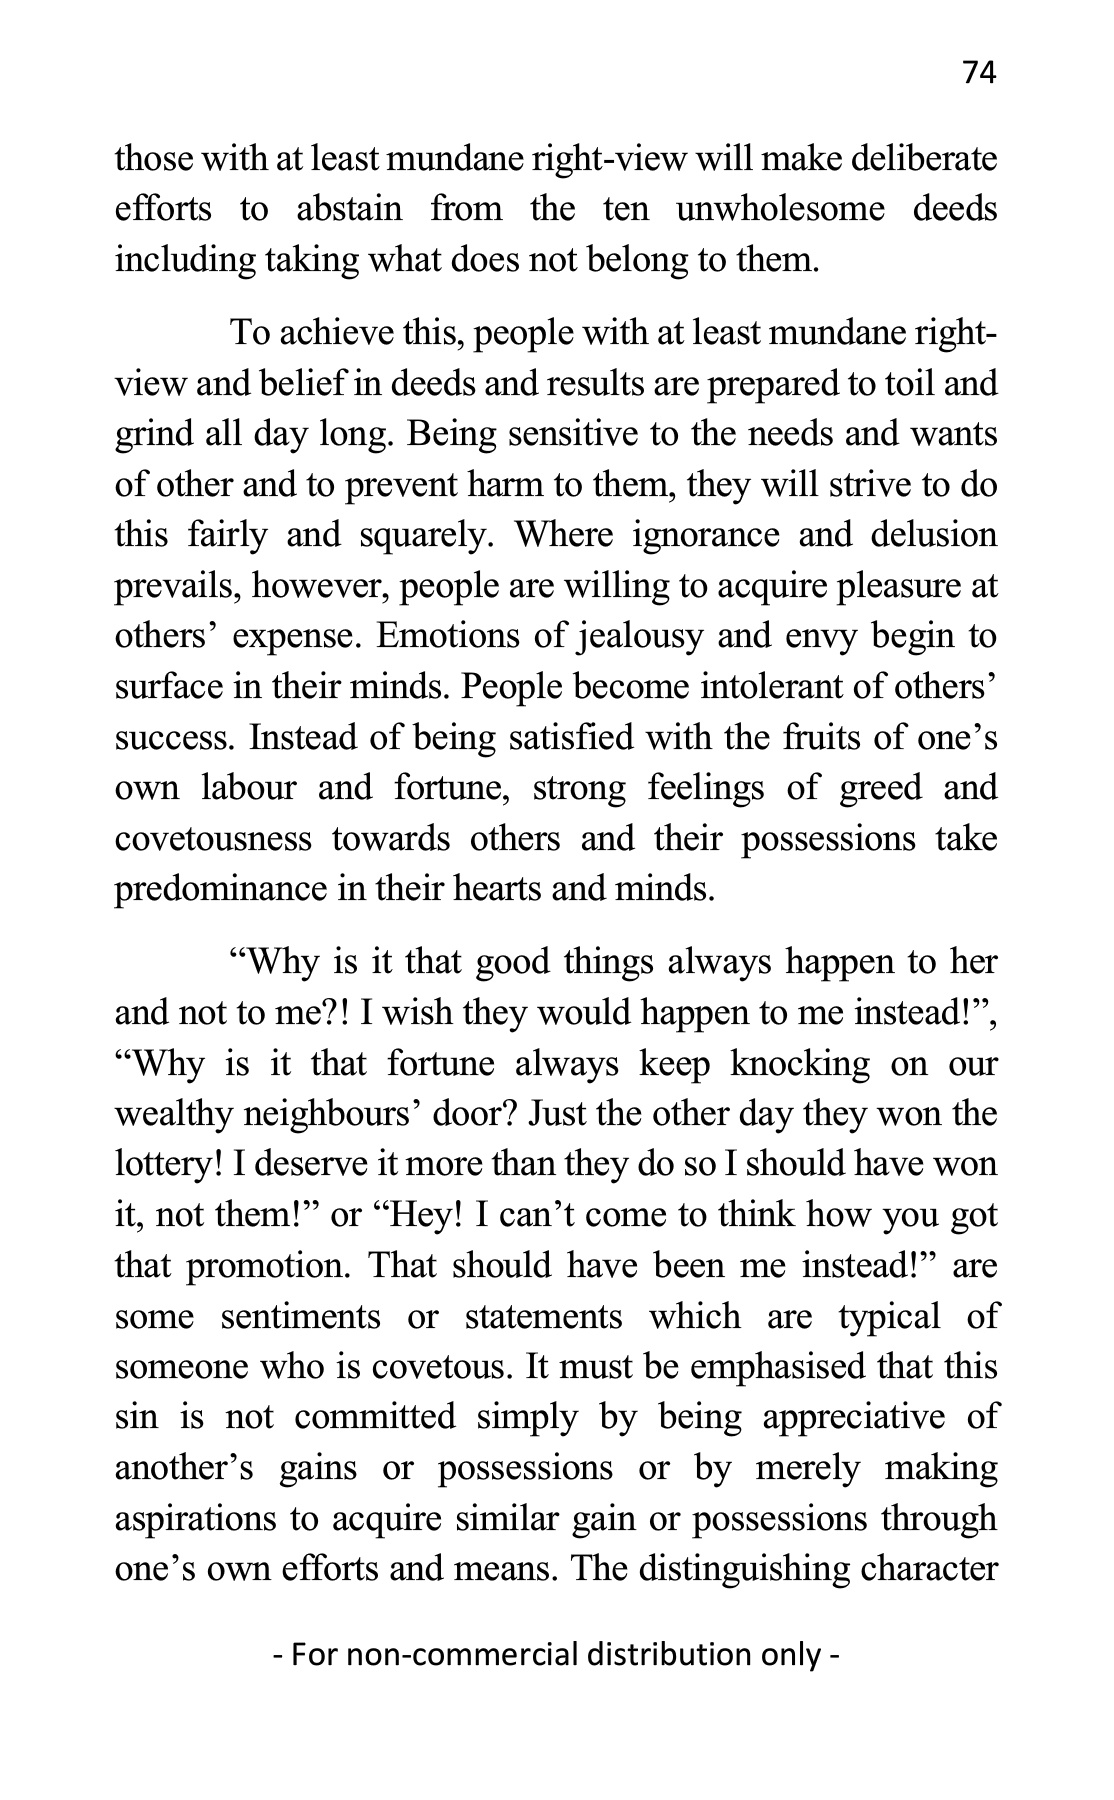 74
those with at least mundane right-view will make deliberate
efforts to abstain from the ten unwholesome deeds
including taking what does not belong to them.
To achieve this, people with at least mundane right-
view and belief in deeds and results are prepared to toil and
grind all day long. Being sensitive to the needs and wants
of other and to prevent harm to them, they will strive to do
this fairly and squarely. Where ignorance and delusion
prevails, however, people are willing to acquire pleasure at
others’ expense. Emotions of jealousy and envy begin to
surface in their minds. People become intolerant of others’
success. Instead of being satisfied with the fruits of one’s
own labour and fortune, strong feelings of greed and
covetousness towards others and their possessions take
predominance in their hearts and minds.
“Why is it that good things always happen to her
and not to me?! I wish they would happen to me instead!”,
“Why is it that fortune always keep knocking on our
wealthy neighbours’ door? Just the other day they won the
lottery! I deserve it more than they do so I should have won
it, not them!” or “Hey! I can’t come to think how you got
that promotion. That should have been me instead!” are
some sentiments or statements which are typical of
someone who is covetous. It must be emphasised that this
sin is not committed simply by being appreciative of
another’s gains or possessions or by merely making
aspirations to acquire similar gain or possessions through
one’s own efforts and means. The distinguishing character
- For non-commercial distribution only -